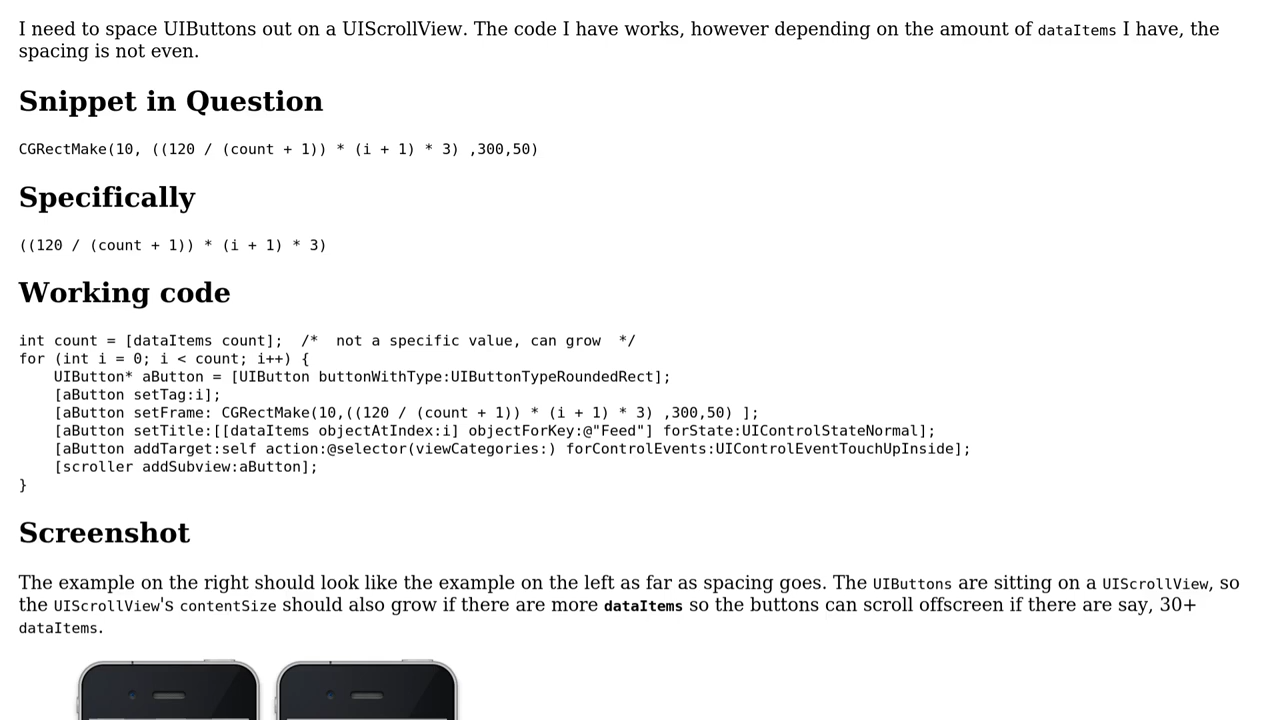 I need to space UIButtons out on a UIScrollView. The code I have works, however depending on the amount of dataItems I have, the
spacing is not even.
Snippet in Question
CGRectMake(10, ((120 / (count + 1)) * (i + 1) * 3) ,300,50)
Specifically
((120 / (count + 1)) * (i + 1) * 3)
Working code
int count = [dataItems count];  /*  not a specific value, can grow  */
for (int i = 0; i < count; i++) {
    UIButton* aButton = [UIButton buttonWithType:UIButtonTypeRoundedRect];
    [aButton setTag:i];
    [aButton setFrame: CGRectMake(10,((120 / (count + 1)) * (i + 1) * 3) ,300,50) ];
    [aButton setTitle:[[dataItems objectAtIndex:i] objectForKey:@"Feed"] forState:UIControlStateNormal];
    [aButton addTarget:self action:@selector(viewCategories:) forControlEvents:UIControlEventTouchUpInside];
    [scroller addSubview:aButton];
}
Screenshot
The example on the right should look like the example on the left as far as spacing goes. The UIButtons are sitting on a UIScrollView, so
the UIScrollView's contentSize should also grow if there are more dataItems so the buttons can scroll offscreen if there are say, 30+
dataItems.